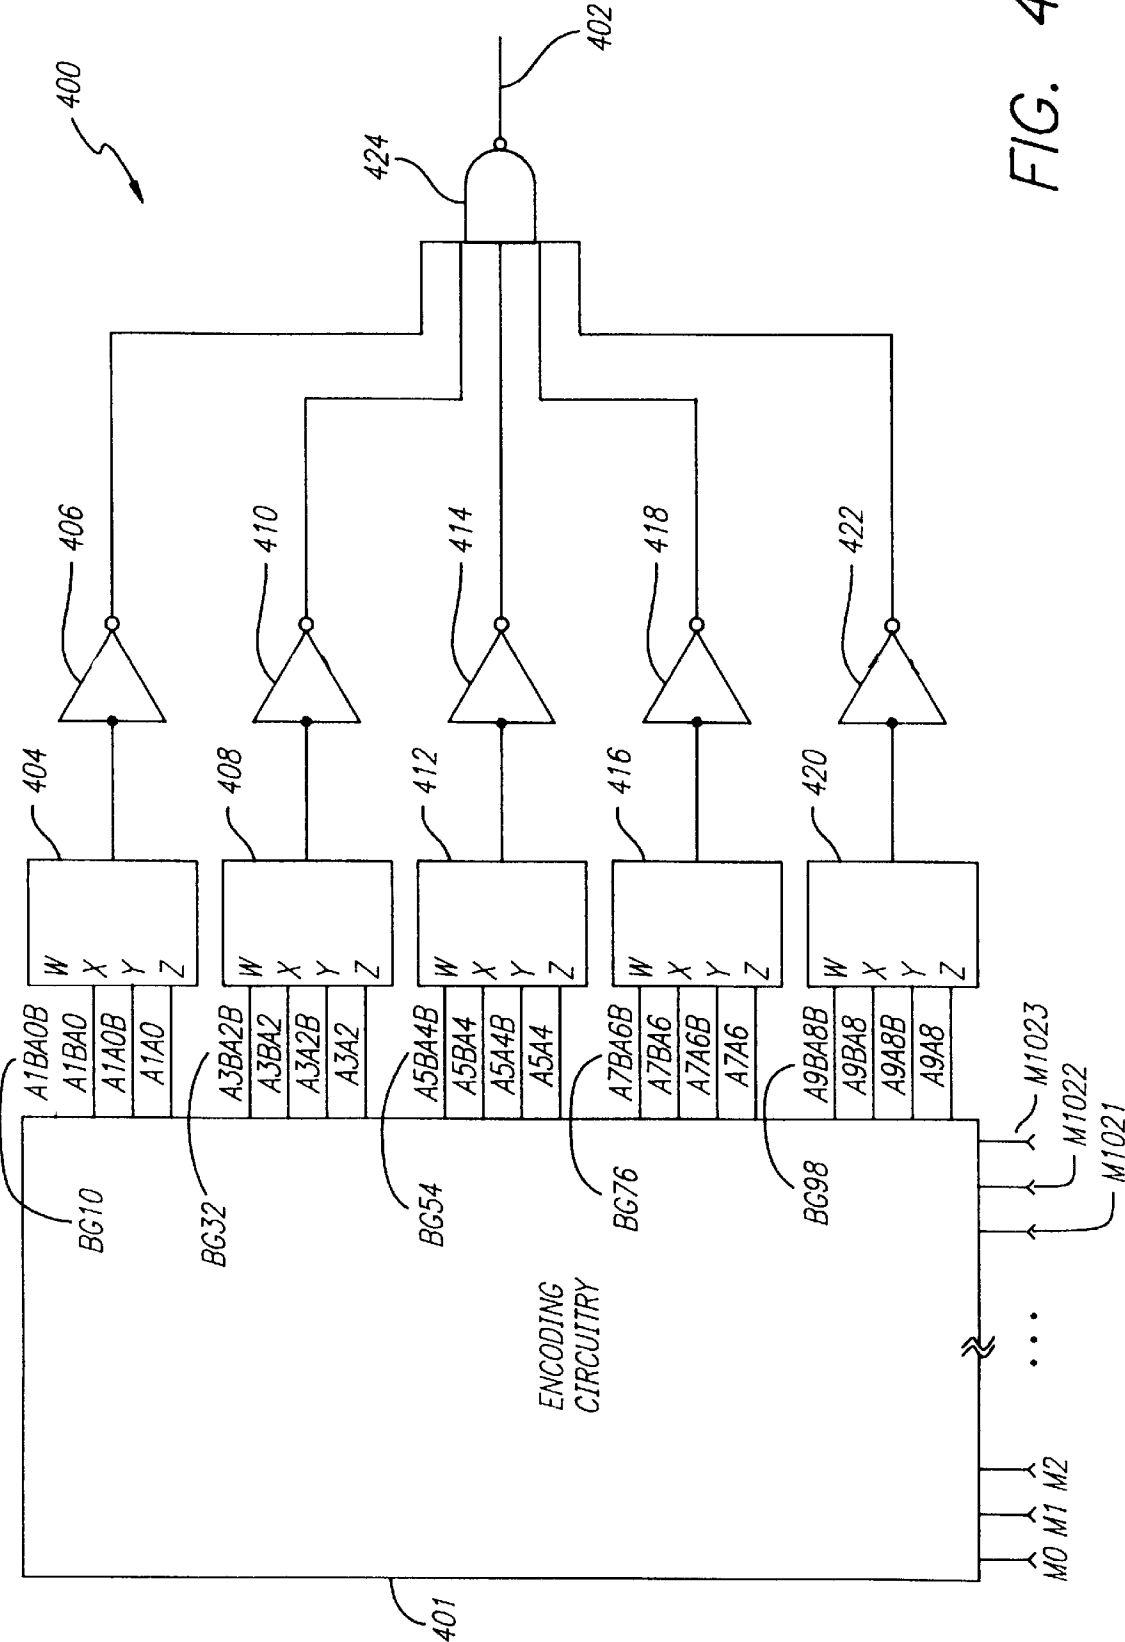 400
402
424
406
410
414
418
422
404
408
412
416
420
W
X
Y
Z
W
X
Y
Z
W
X
Y
Z
W
X
Y
Z
W
X
Y
Z
A1BA0B
A1BA0
A1A0B
A1A0
A3BA2B
A3BA2
A3A2B
A3A2
A5BA4B
A5BA4
A5A4B
A5A4
A7BA6B
A7BA6
A7A6B
A7A6
A9BA8B
A9BA8
A9A8B
A9A8
BG10
BG32
BG54
BG76
BG98
ENCODING
CIRCUITRY
401
M0 M1 M2
...
M1021
M1022
M1023
FIG. 4